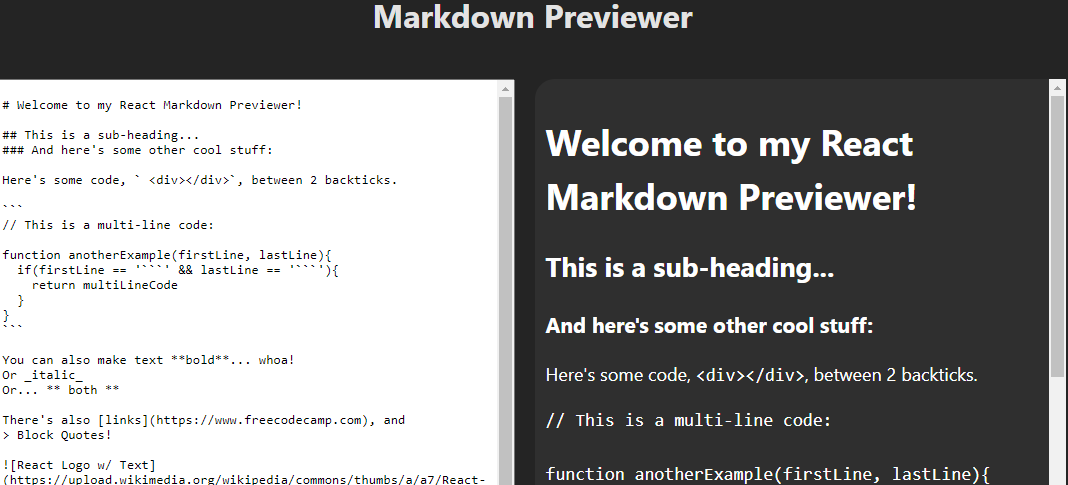 Markdown Previewer
# Welcome to my React Markdown Previewer!
## This is a sub-heading...
### And here's some other cool stuff:
Here's some code, ` <div></div>`, between 2 backticks.
```
// This is a multi-line code:
function anotherExample(firstLine, lastLine){
  if(firstLine == '```' && lastLine == '```'){
    return multiLineCode
  }
}
```
You can also make text **bold**... whoa!
Or _italic_
Or... ** both **
There's also [links](https://www.freecodecamp.com), and
> Block Quotes!
![React Logo w/ Text]
(https://upload.wikimedia.org/wikipedia/commons/thumbs/a/a7/React-
Welcome to my React
Markdown Previewer!
This is a sub-heading...
And here's some other cool stuff:
Here's some code, <div></div>, between 2 backticks.
// This is a multi-line code:
function anotherExample(firstLine, lastLine){